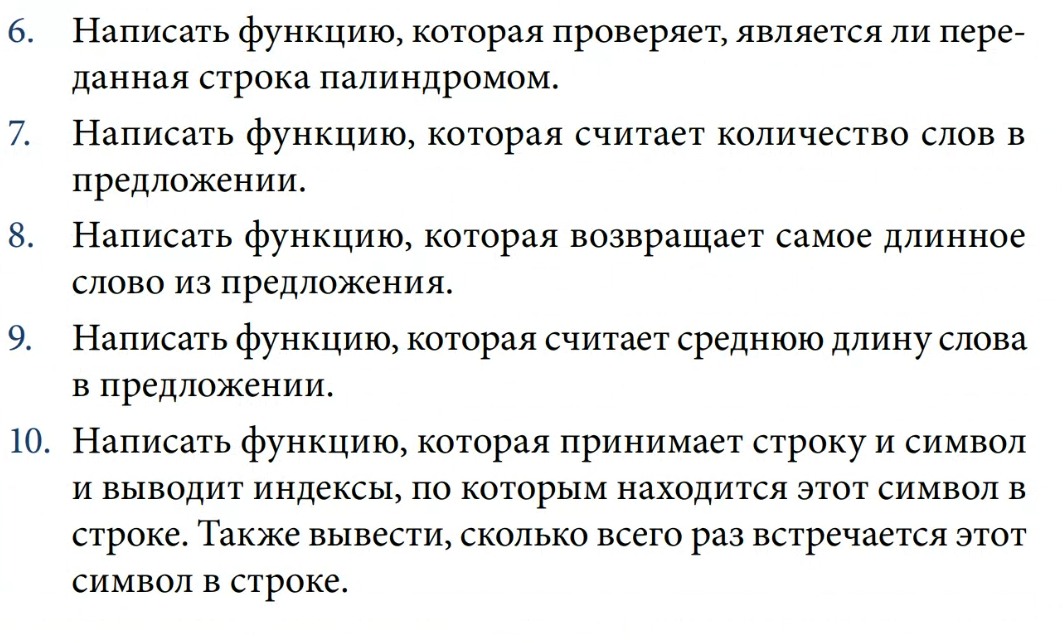 6. Написать функцию, которая проверяет, является ли пере-
данная строка палиндромом.
7. Написать функцию, которая считает количество слов в
предложении.
8. Написать функцию, которая возвращает самое длинное
слово из предложения.
9. Написать функцию, которая считает среднюю длину слова
в предложении.
10. Написать функцию, которая принимает строку и символ
и выводит индексы, по которым находится этот символ в
строке. Также вывести, сколько всего раз встречается этот
символ в строке.